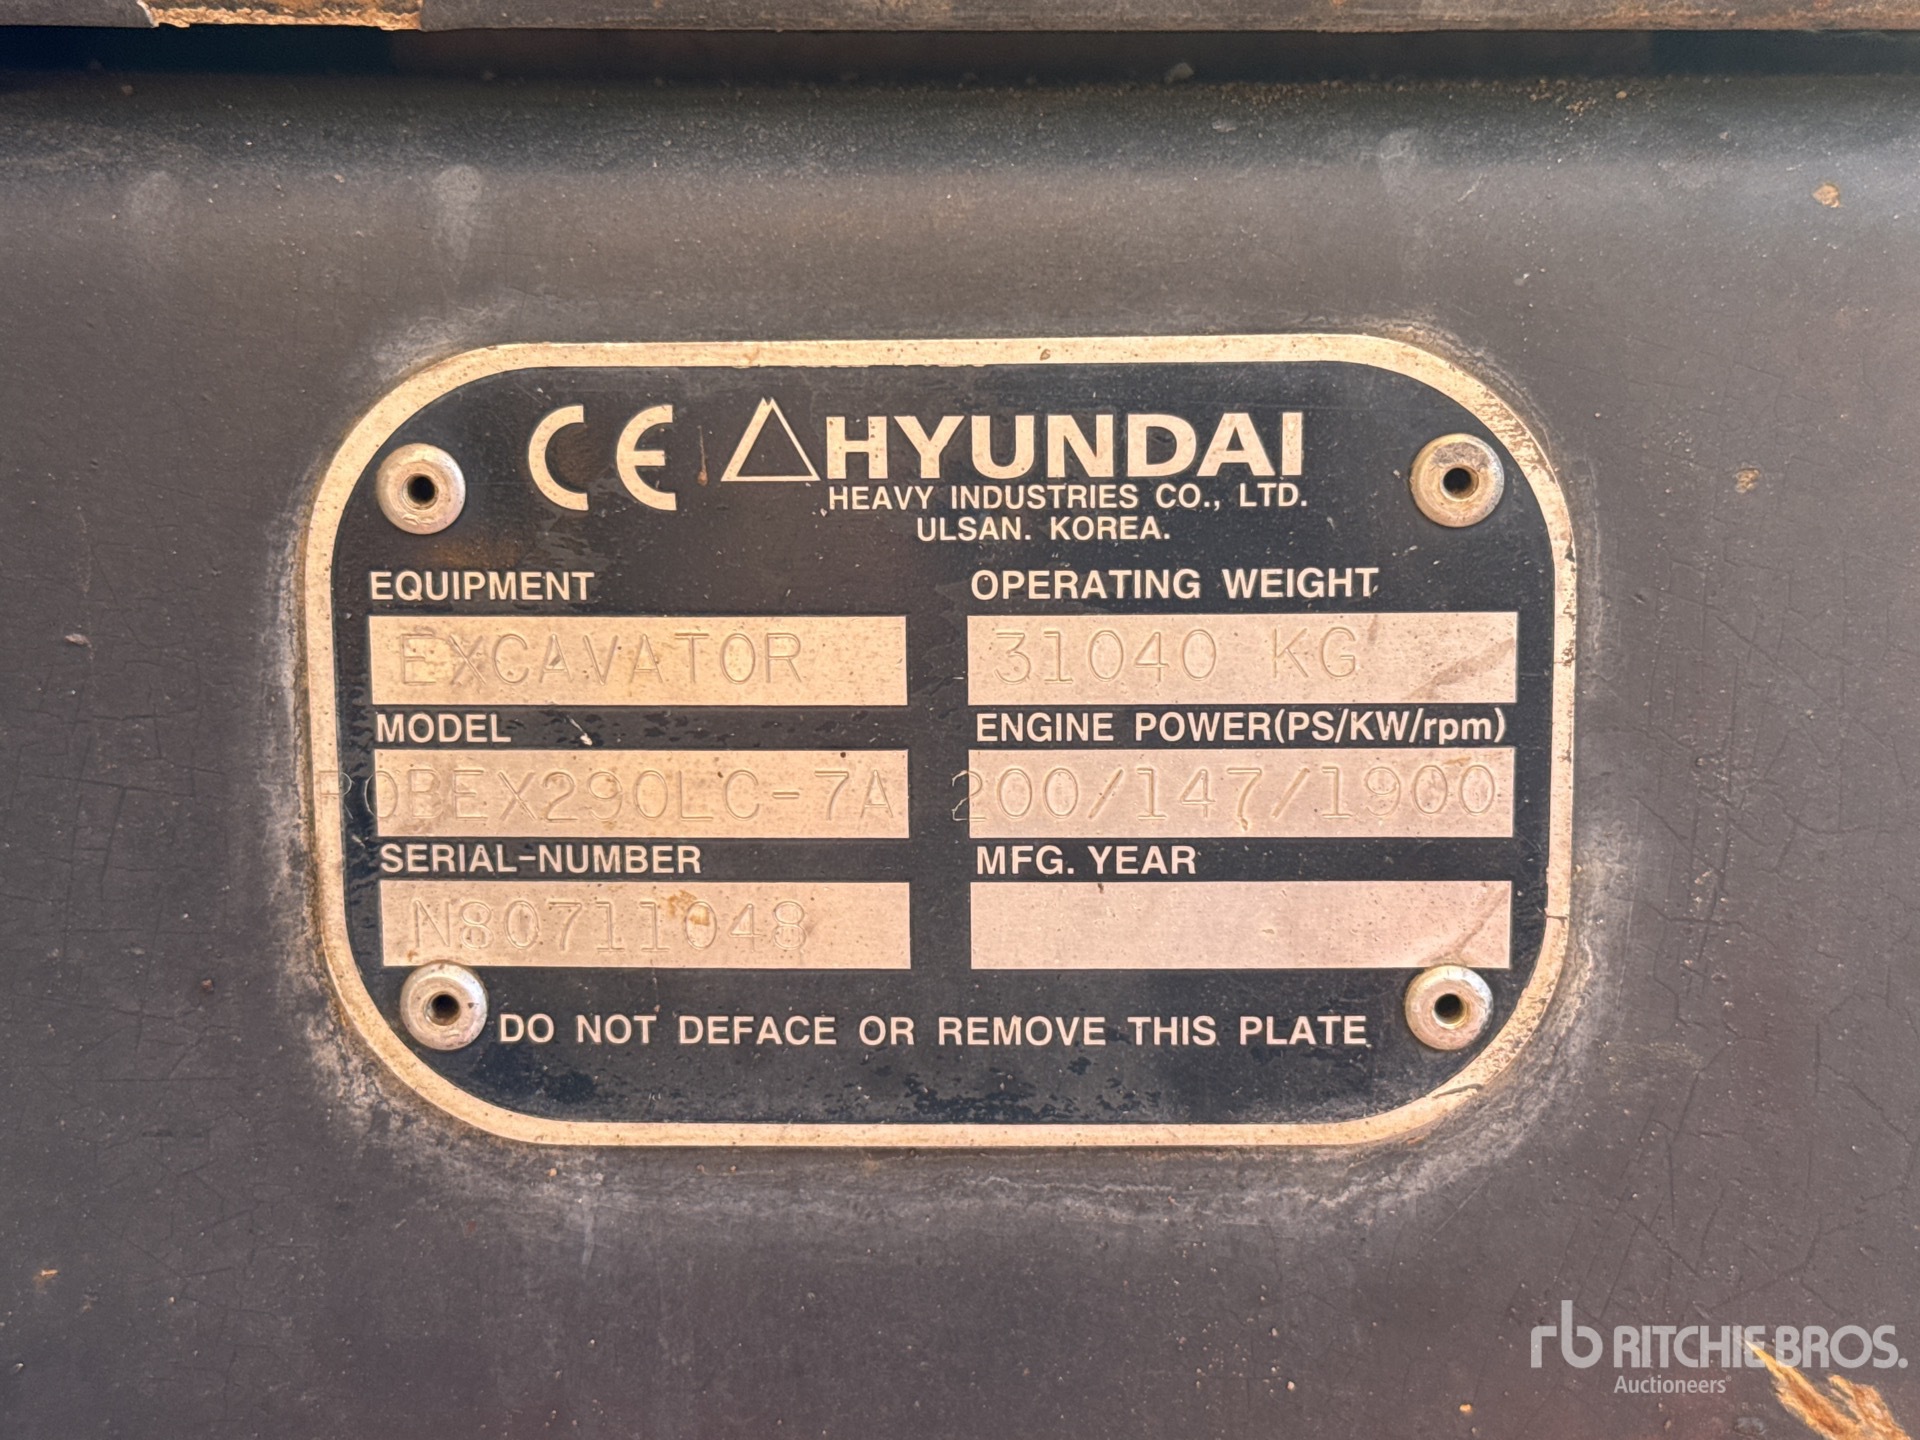 CE HYUNDAI
HEAVY INDUSTRIES CO., LTD.
ULSAN. KOREA.
EQUIPMENT OPERATING WEIGHT
EXCAVATOR 31040 KG
MODEL ENGINE POWER(PS/KW/rpm)
ROBEX290LC-7A 200/147/1900
SERIAL-NUMBER MFG. YEAR
N80711048
DO NOT DEFACE OR REMOVE THIS PLATE
rb RITCHIE BROS.
Auctioneers